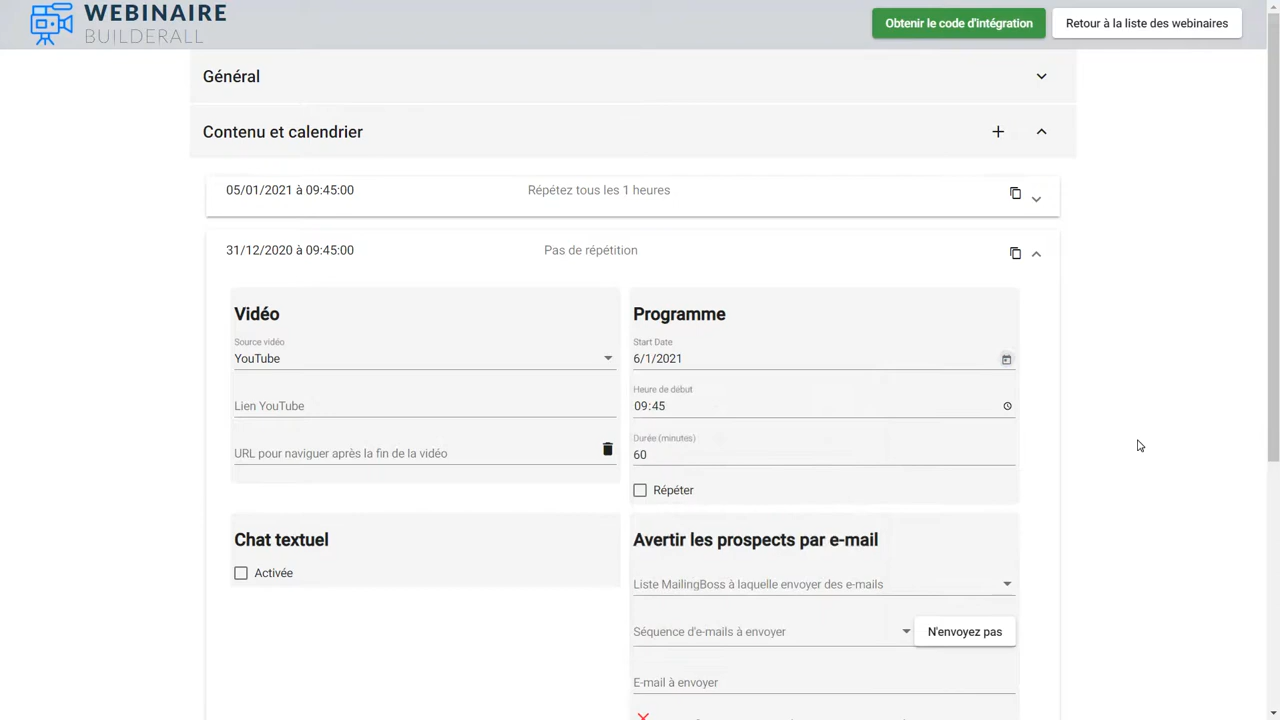 WEBINAIRE
BUILDERALL
Obtenir le code d'intégration
Retour à la liste des webinaires
Général
Contenu et calendrier
05/01/2021 à 09:45:00
Répétez tous les 1 heures
31/12/2020 à 09:45:00
Pas de répétition
Vidéo
Source vidéo
YouTube
Lien YouTube
URL pour naviguer après la fin de la vidéo
Programme
Start Date
6/1/2021
Heure de début
09:45
Durée (minutes)
60
Répéter
Chat textuel
Activée
Avertir les prospects par e-mail
Liste MailingBoss à laquelle envoyer des e-mails
Séquence d'e-mails à envoyer
N'envoyez pas
E-mail à envoyer